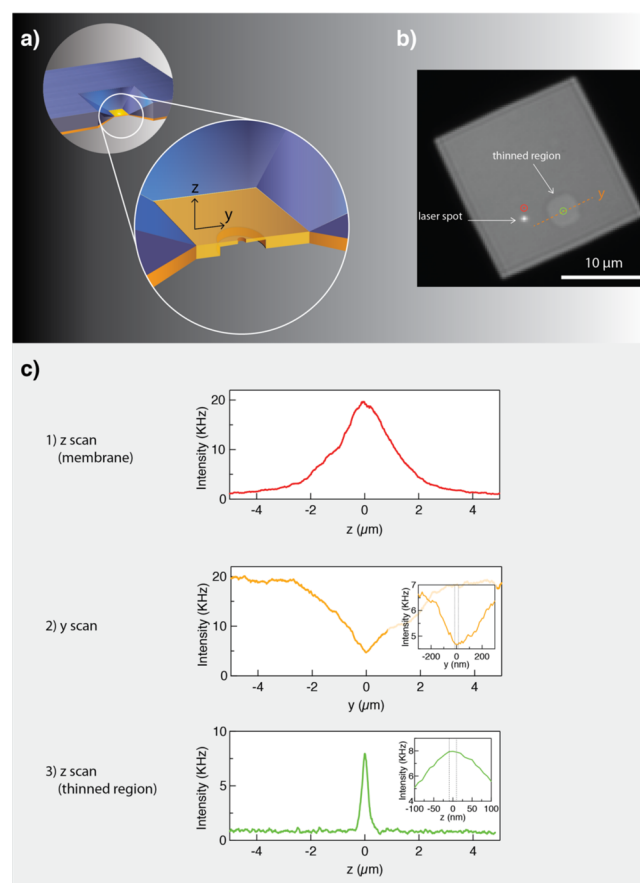 a)
z
y
b)
thinned region
laser spot
y
10 µm
c)
1) z scan
(membrane)
Intensity (KHz)
20
10
0
-4
-2
0
2
4
z (µm)
2) y scan
Intensity (KHz)
20
10
0
-4
-2
0
2
4
y (µm)
Intensity (KHz)
7
6
5
-200
0
200
y (nm)
3) z scan
(thinned region)
Intensity (KHz)
10
5
0
-4
-2
0
2
4
z (µm)
Intensity (KHz)
8
6
4
-100
-50
0
50
100
z (nm)